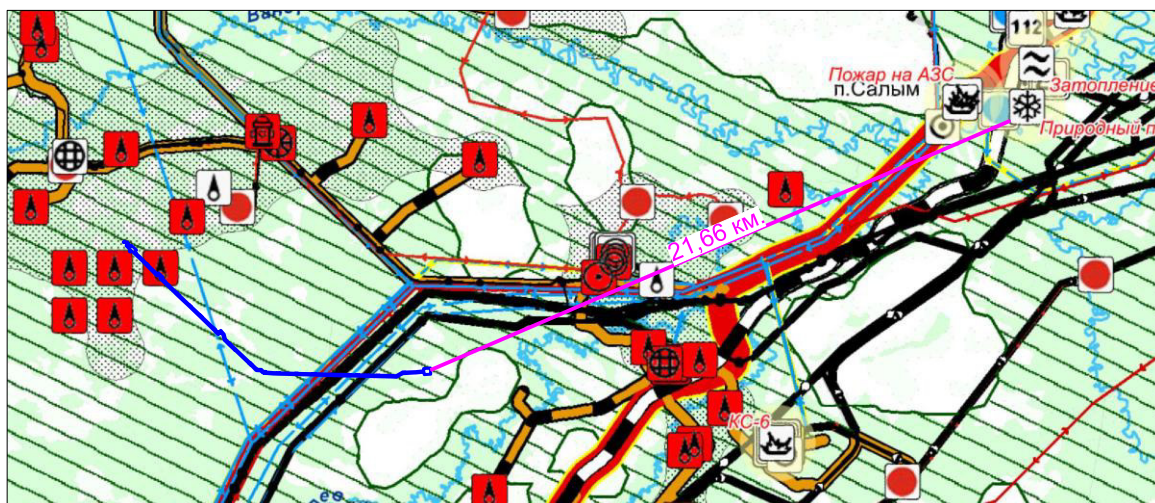 112
Пожар на АЗС
п.Салым
Затопление
Природный п
21,66 км.
КС-6